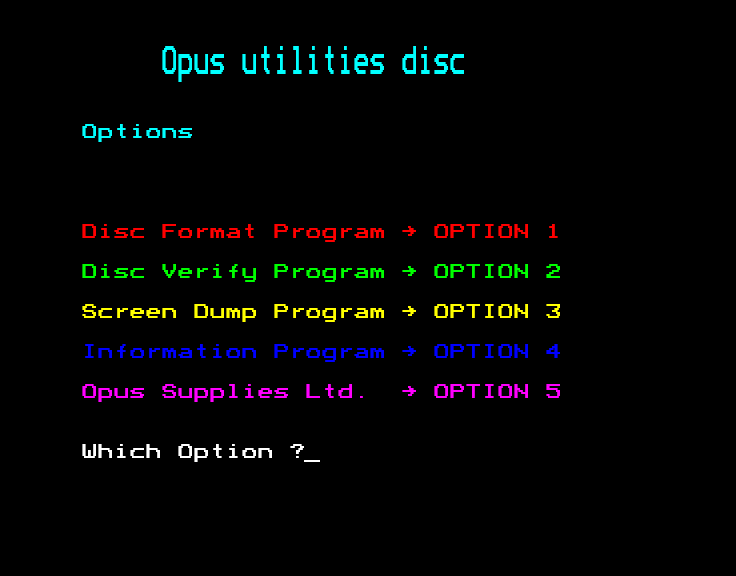 Opus utilities disc
Options
Disc Format Program → OPTION 1
Disc Verify Program → OPTION 2
Screen Dump Program → OPTION 3
Information Program → OPTION 4
Opus Supplies Ltd. → OPTION 5
Which Option ?_